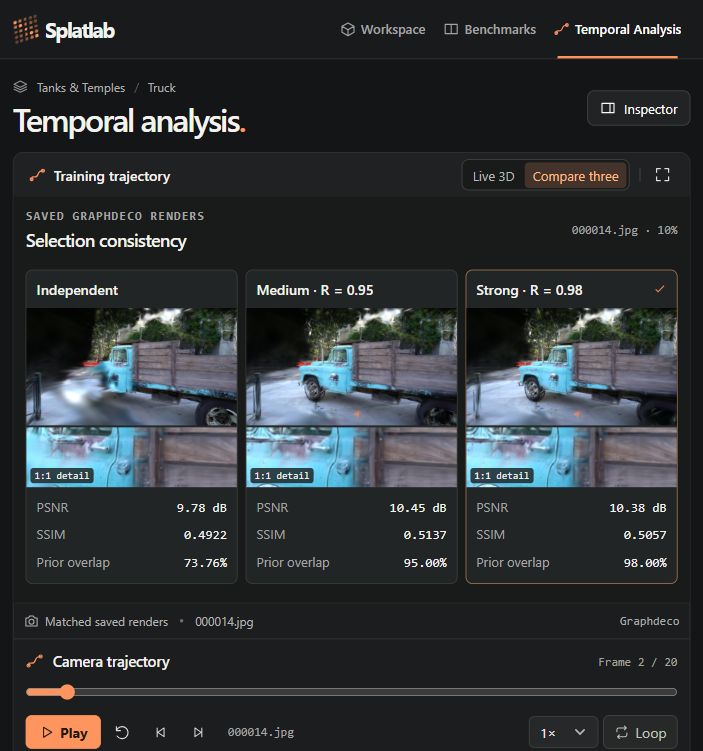 Splatlab
Workspace
Benchmarks
Temporal Analysis
Tanks & Temples / Truck
Temporal analysis.
Inspector
Training trajectory
Live 3D
Compare three
SAVED GRAPHDECO RENDERS
Selection consistency
000014.jpg · 10%
Independent
1:1 detail
PSNR 9.78 dB
SSIM 0.4922
Prior overlap 73.76%
Medium · R = 0.95
1:1 detail
PSNR 10.45 dB
SSIM 0.5137
Prior overlap 95.00%
Strong · R = 0.98
1:1 detail
PSNR 10.38 dB
SSIM 0.5057
Prior overlap 98.00%
Matched saved renders • 000014.jpg
Graphdeco
Camera trajectory
Frame 2 / 20
Play
000014.jpg
1×
Loop